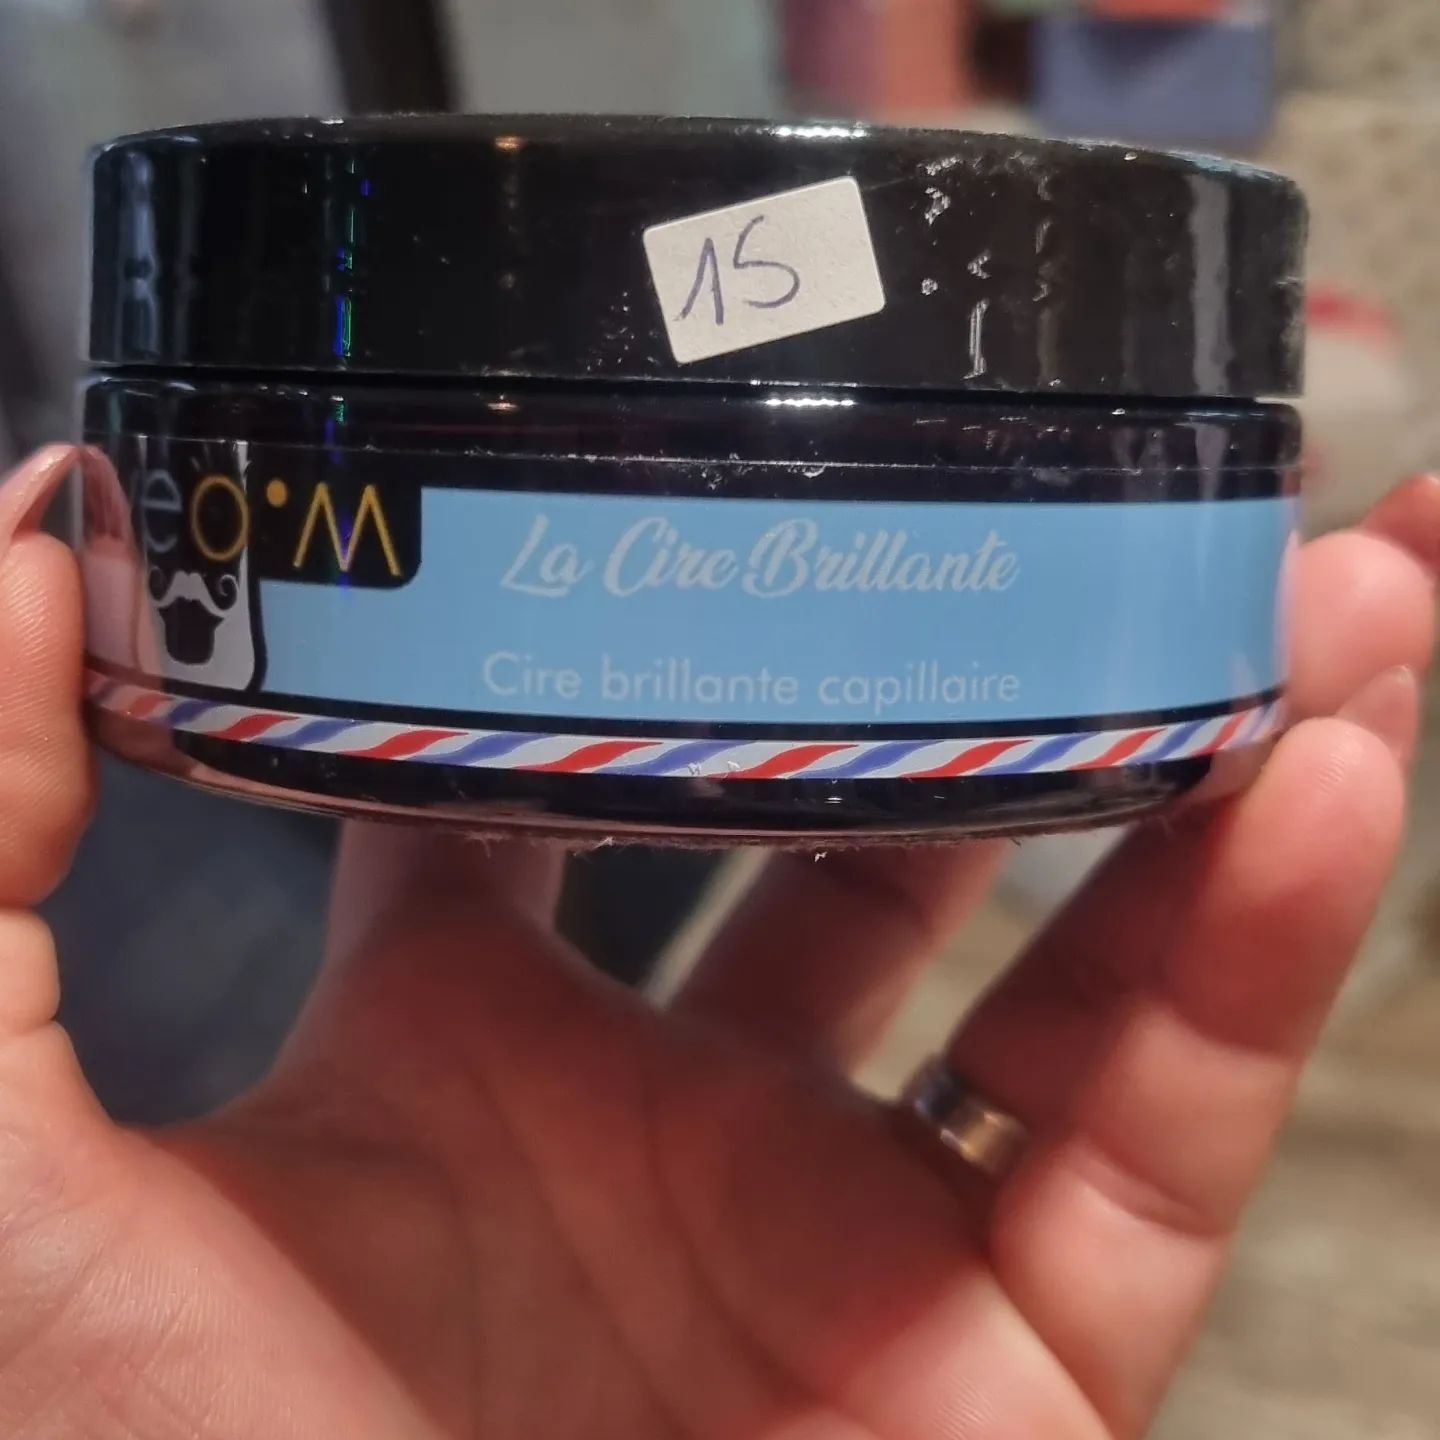 15
eo.M
La Cire Brillante
Cire brillante capillaire